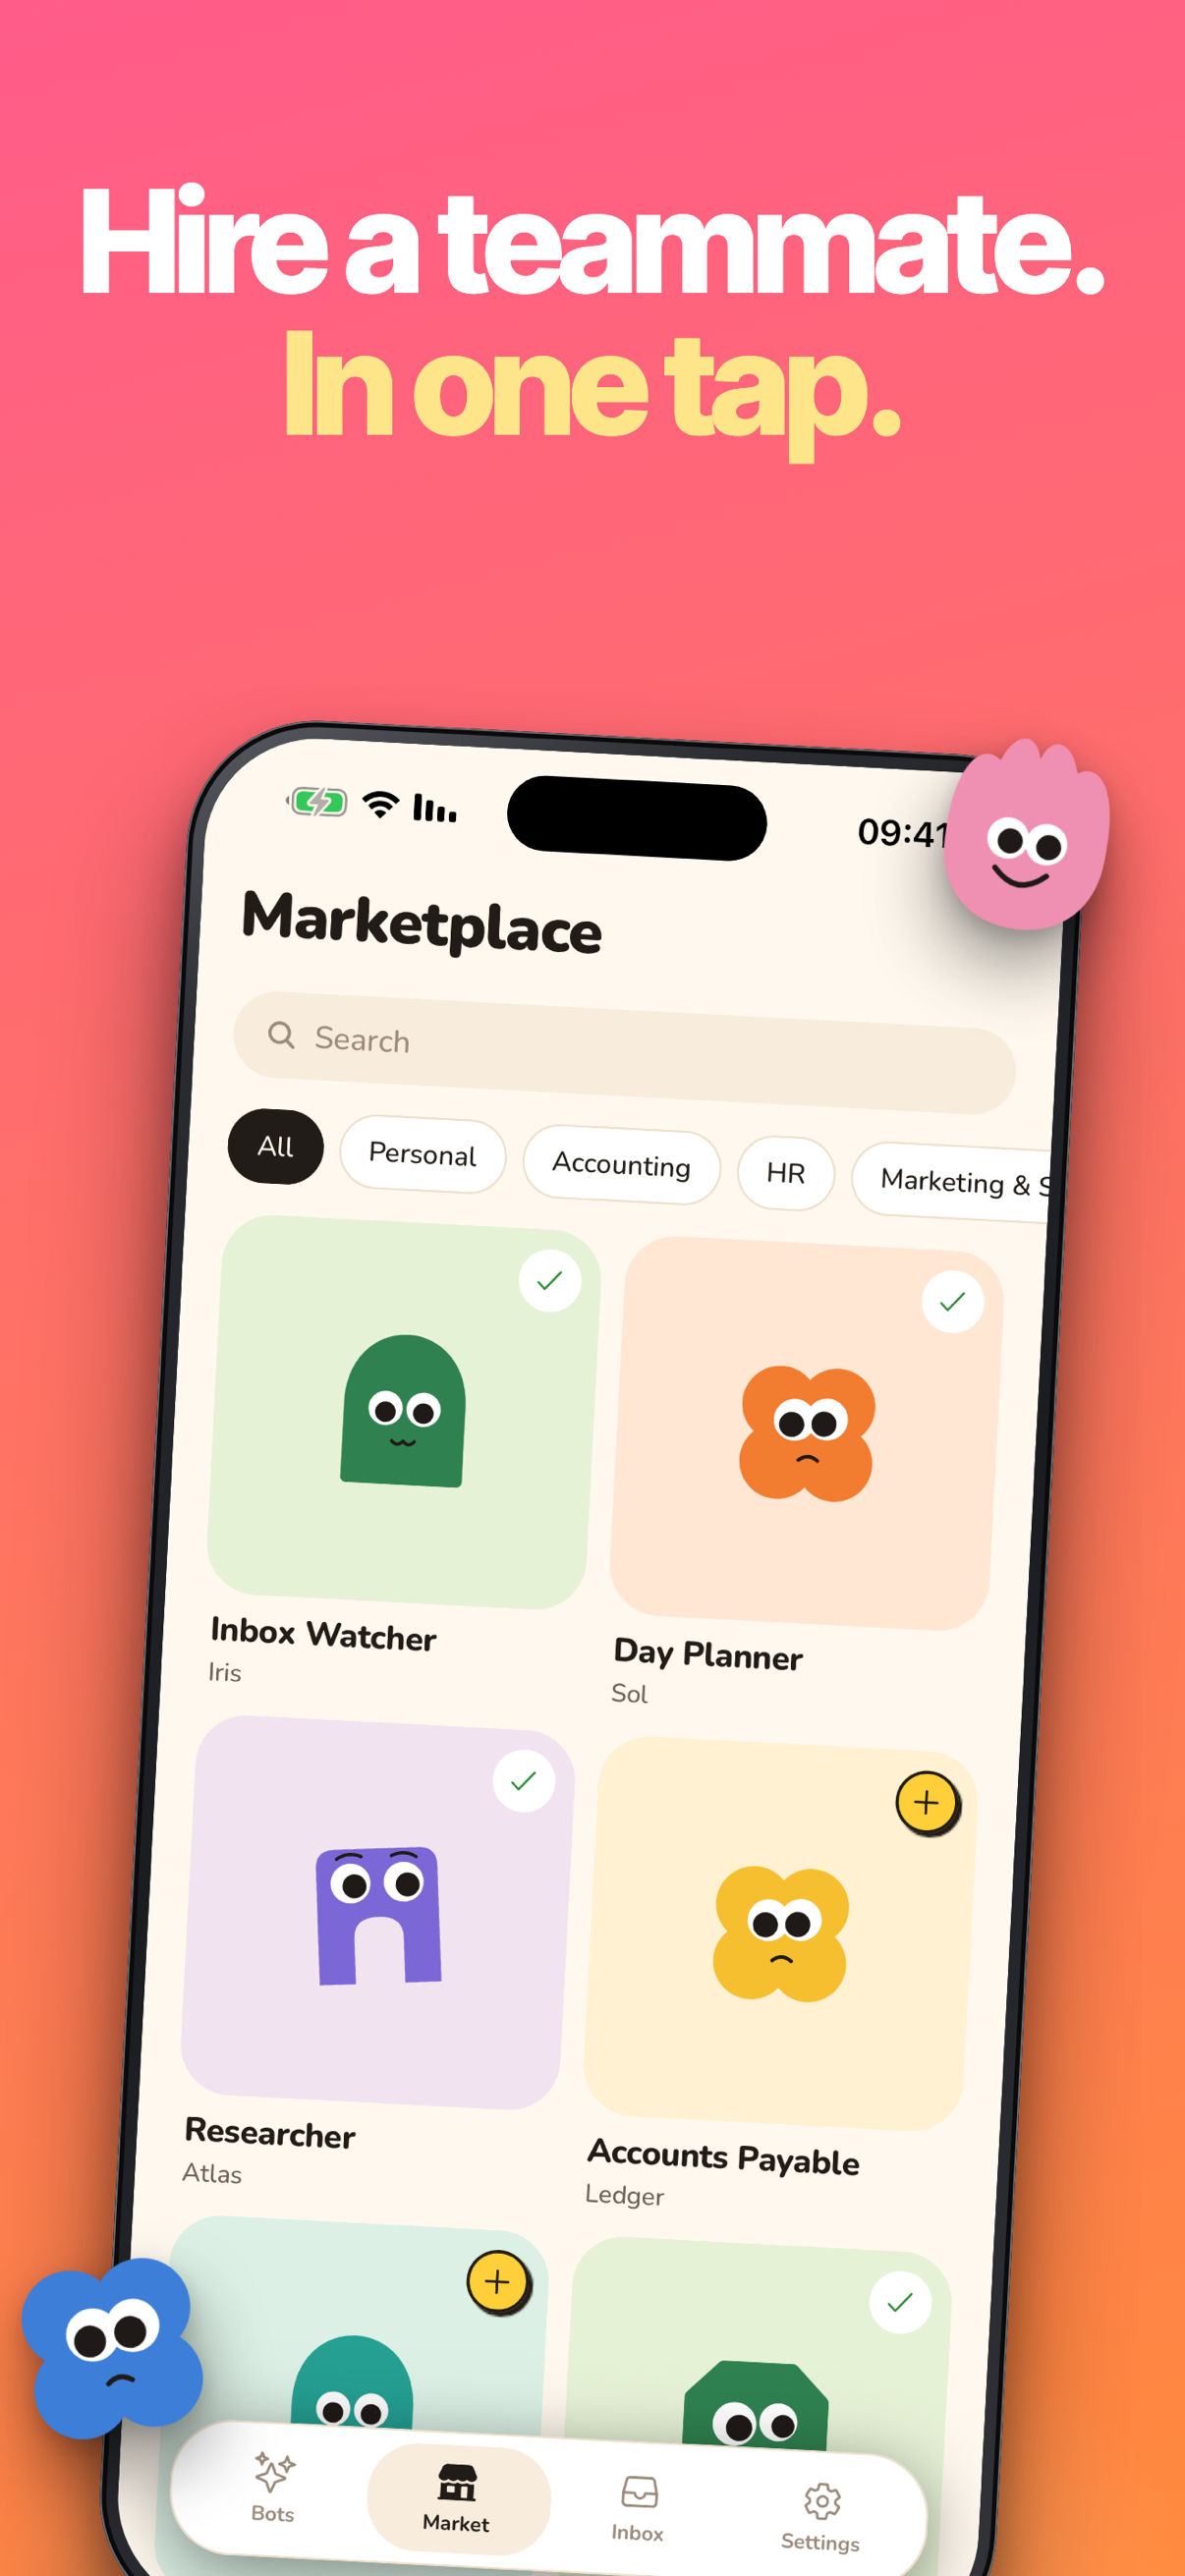 Hire a teammate.
In one tap.
09:41
Marketplace
Search
All Personal Accounting HR Marketing & S
Inbox Watcher
Iris
Day Planner
Sol
Researcher
Atlas
Accounts Payable
Ledger
Bots Market Inbox Settings